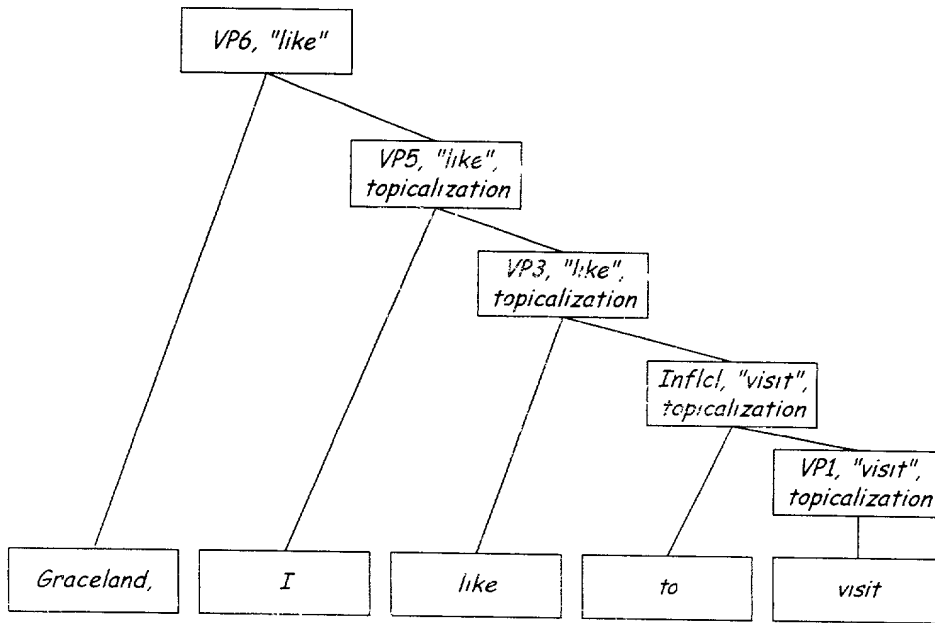 VP6, "like"
VP5, "like",
topicalization
VP3, "like",
topicalization
Inflcl, "visit",
topicalization
VP1, "visit",
topicalization
Graceland,
I
like
to
visit